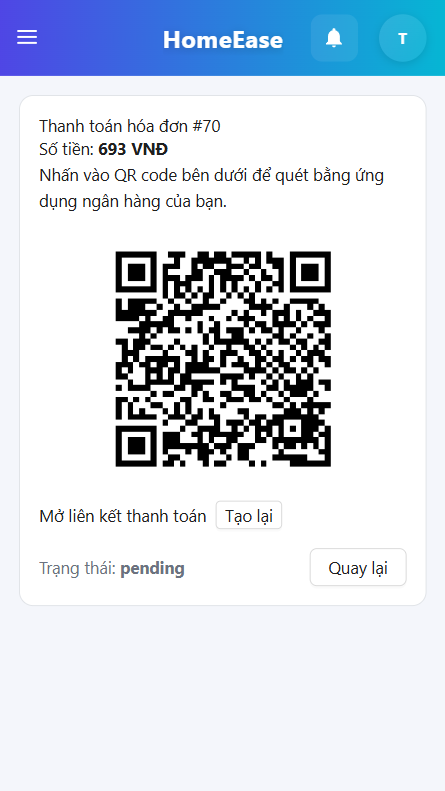 HomeEase
T
Thanh toán hóa đơn #70
Số tiền: 693 VNĐ
Nhấn vào QR code bên dưới để quét bằng ứng
dụng ngân hàng của bạn.
Mở liên kết thanh toán Tạo lại
Trạng thái: pending Quay lại